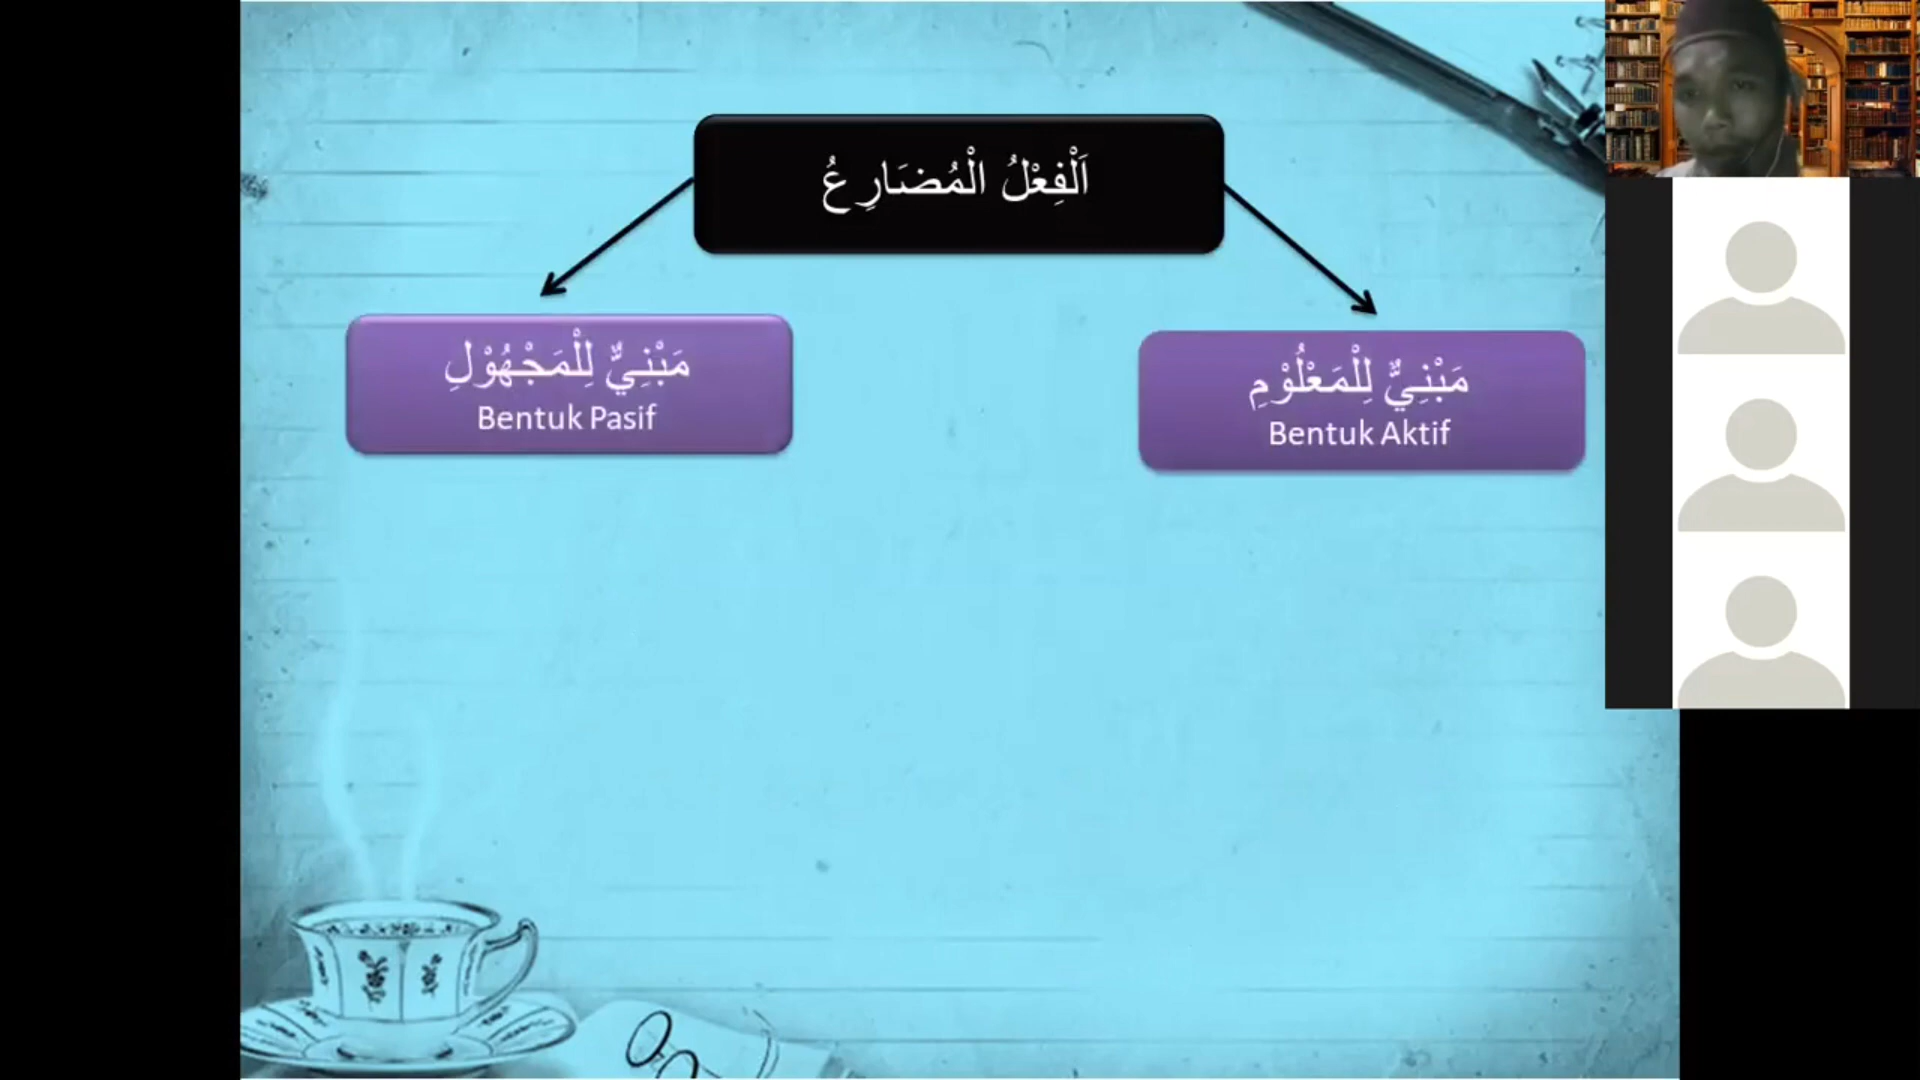 اَلْفِعْلُ الْمُضَارِعُ
مَبْنِيٌّ لِلْمَجْهُوْلِ
Bentuk Pasif
مَبْنِيٌّ لِلْمَعْلُوْمِ
Bentuk Aktif